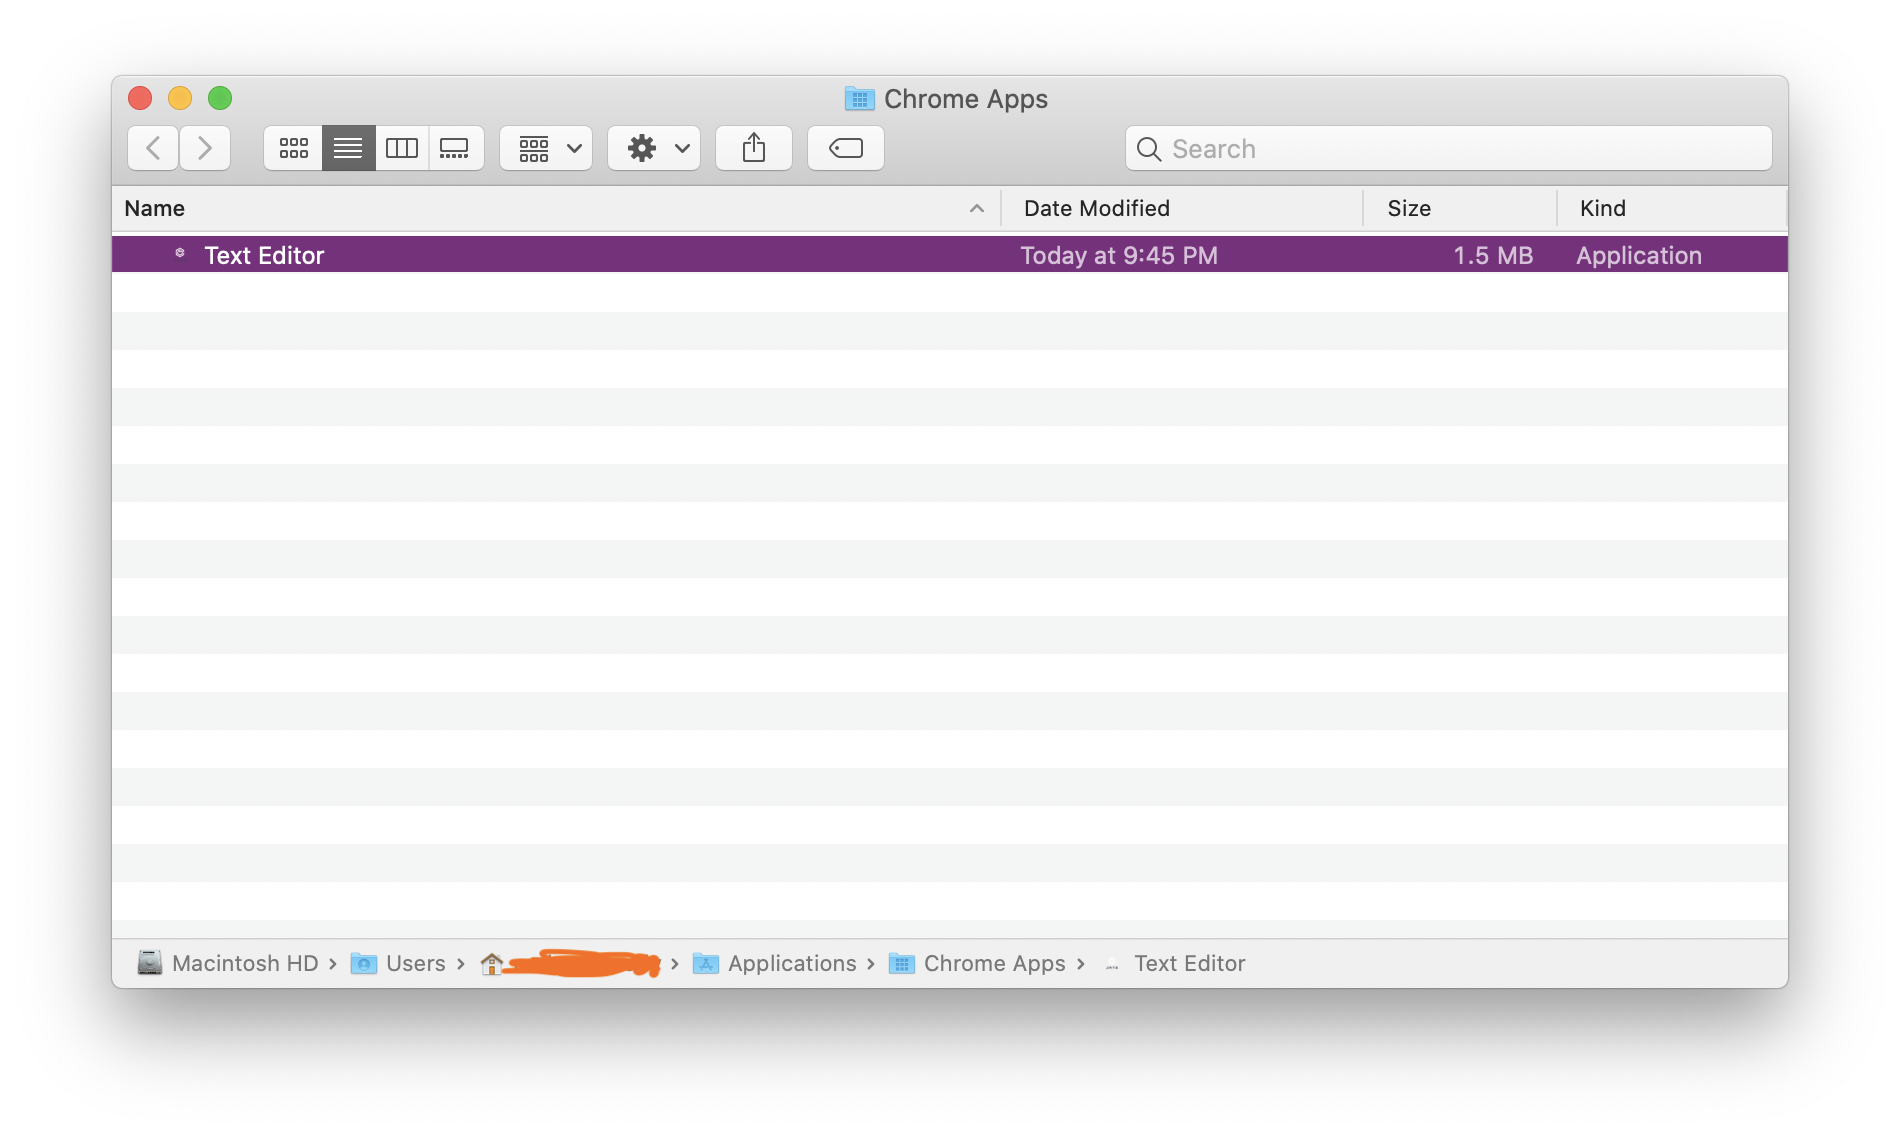 Chrome Apps
Search
Name Date Modified Size Kind
Text Editor Today at 9:45 PM 1.5 MB Application
Macintosh HD › Users › › Applications › Chrome Apps › Text Editor